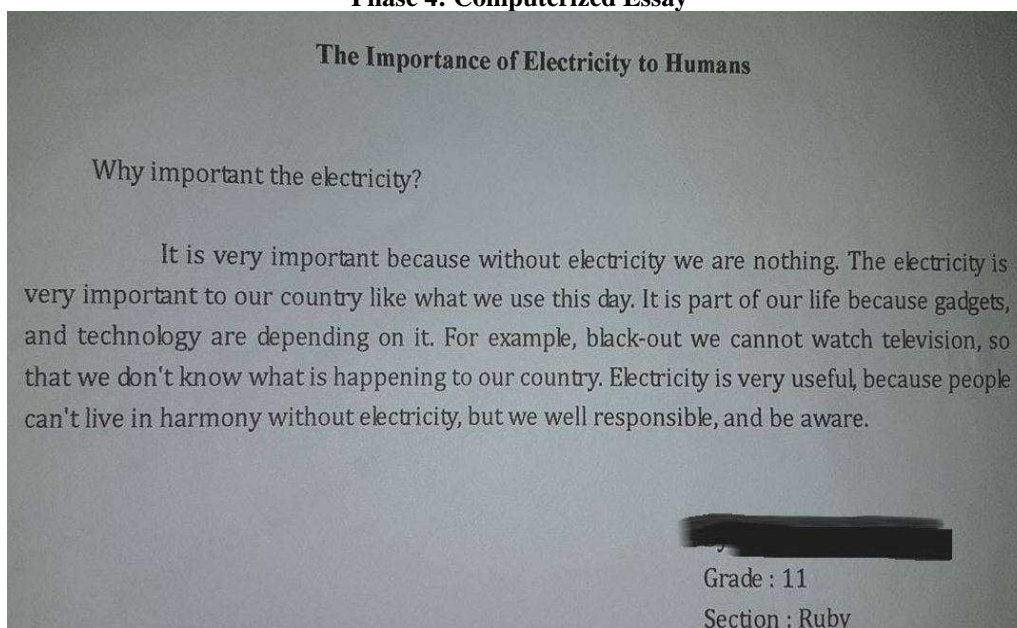 Phase 4: Computerized Essay
The Importance of Electricity to Humans
Why important the electricity?
It is very important because without electricity we are nothing. The electricity is
very important to our country like what we use this day. It is part of our life because gadgets,
and technology are depending on it. For example, black-out we cannot watch television, so
that we don't know what is happening to our country. Electricity is very useful, because people
can't live in harmony without electricity, but we well responsible, and be aware.
Grade : 11
Section : Ruby